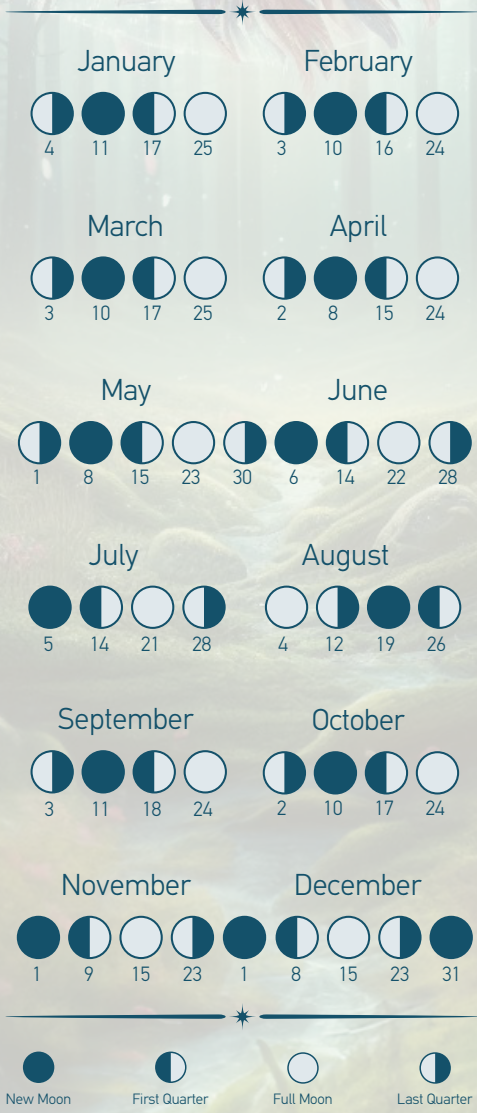 January February
4 11 17 25 3 10 16 24
March April
3 10 17 25 2 8 15 24
May June
1 8 15 23 30 6 14 22 28
July August
5 14 21 28 4 12 19 26
September October
3 11 18 24 2 10 17 24
November December
1 9 15 23 1 8 15 23 31
New Moon First Quarter Full Moon Last Quarter